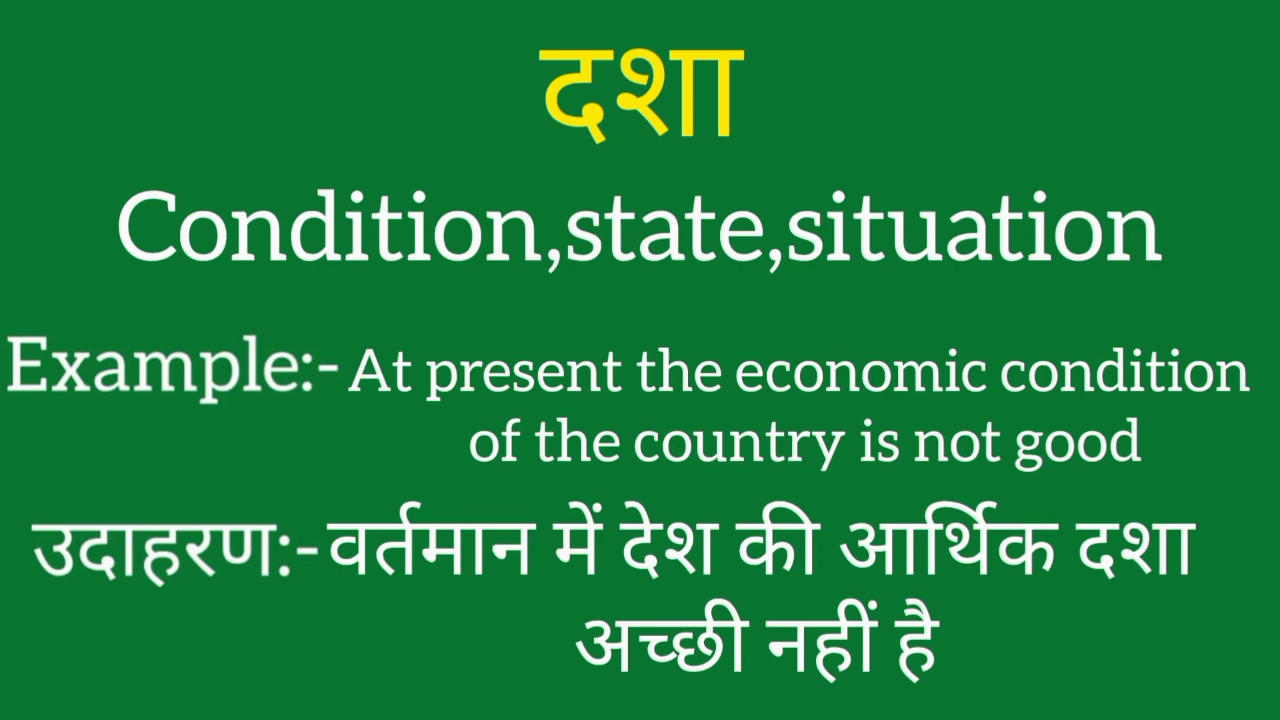 दशा
Condition,state,situation
Example:- At present the economic condition
of the country is not good
उदाहरण:- वर्तमान में देश की आर्थिक दशा
अच्छी नहीं है